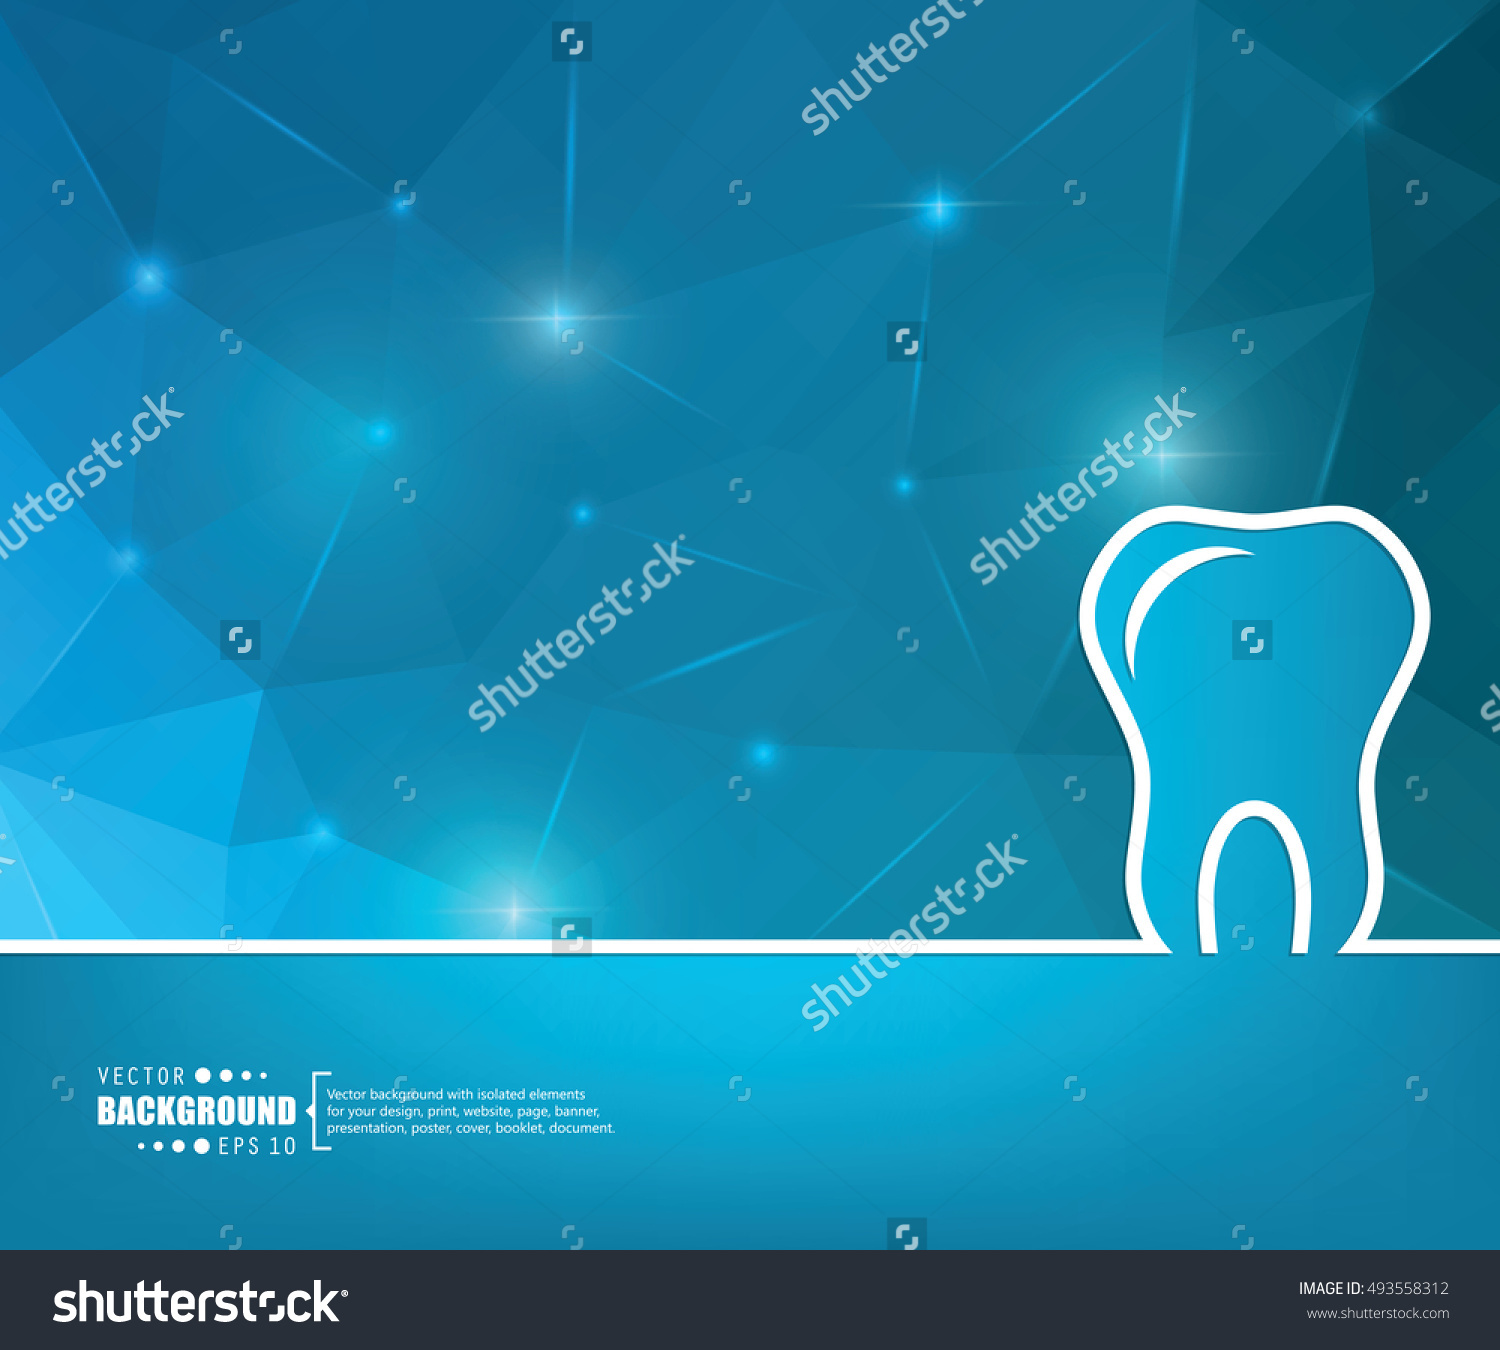 shutterstock
shutterstock
shutterstock
shutterstock
shutterstock
VECTOR
BACKGROUND
EPS 10
Vector background with isolated elements
for your design, print, website, page, banner,
presentation, poster, cover, booklet, document.
shutterstock
IMAGE ID: 493558312
www.shutterstock.com